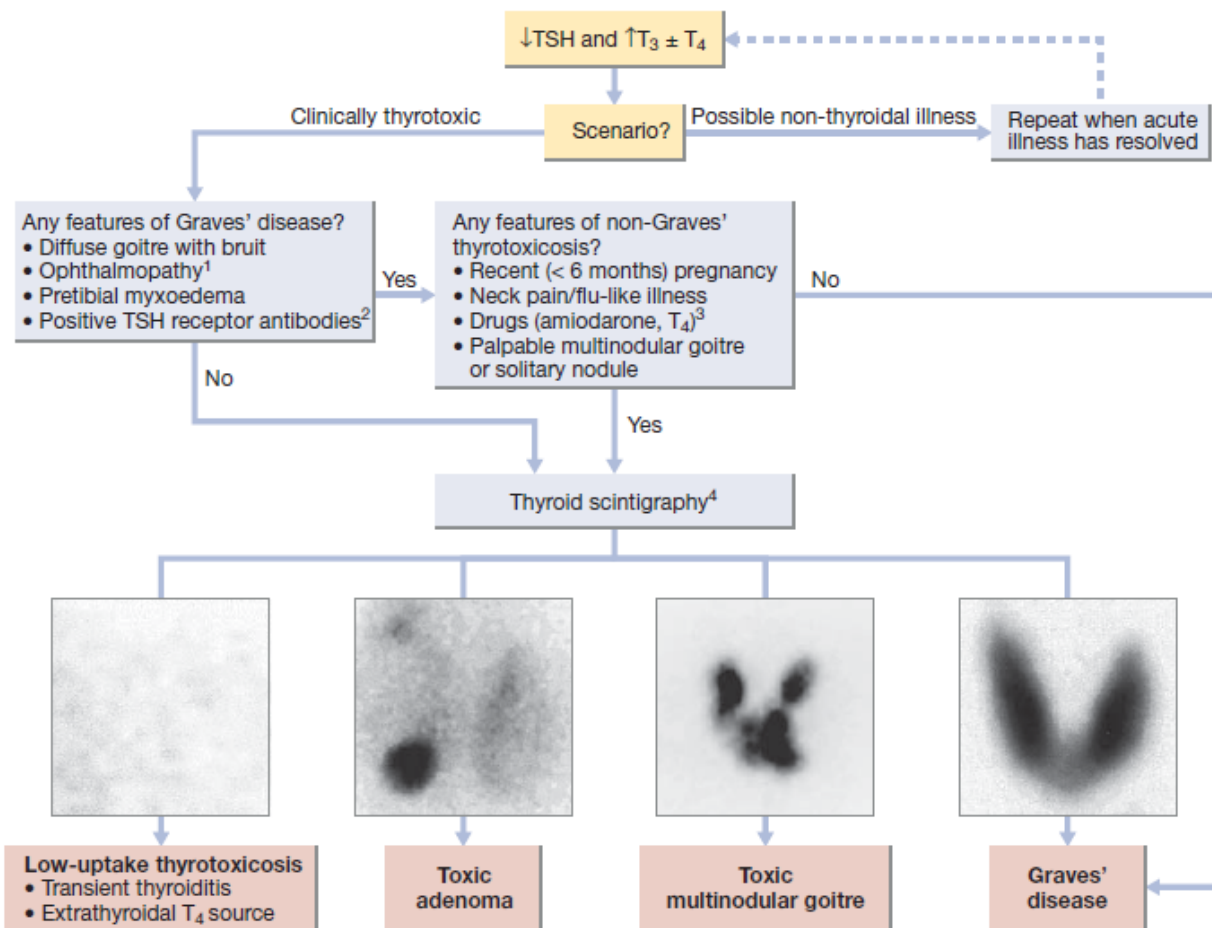 ↓TSH and ↑T₃ ± T₄
Clinically thyrotoxic
Scenario?
Possible non-thyroidal illness
Repeat when acute
illness has resolved
Any features of Graves’ disease?
• Diffuse goitre with bruit
• Ophthalmopathy¹
• Pretibial myxoedema
• Positive TSH receptor antibodies²
Yes
No
Any features of non-Graves’
thyrotoxicosis?
• Recent (< 6 months) pregnancy
• Neck pain/flu-like illness
• Drugs (amiodarone, T₄)³
• Palpable multinodular goitre
or solitary nodule
No
Yes
Thyroid scintigraphy⁴
Low-uptake thyrotoxicosis
• Transient thyroiditis
• Extrathyroidal T₄ source
Toxic
adenoma
Toxic
multinodular goitre
Graves’
disease